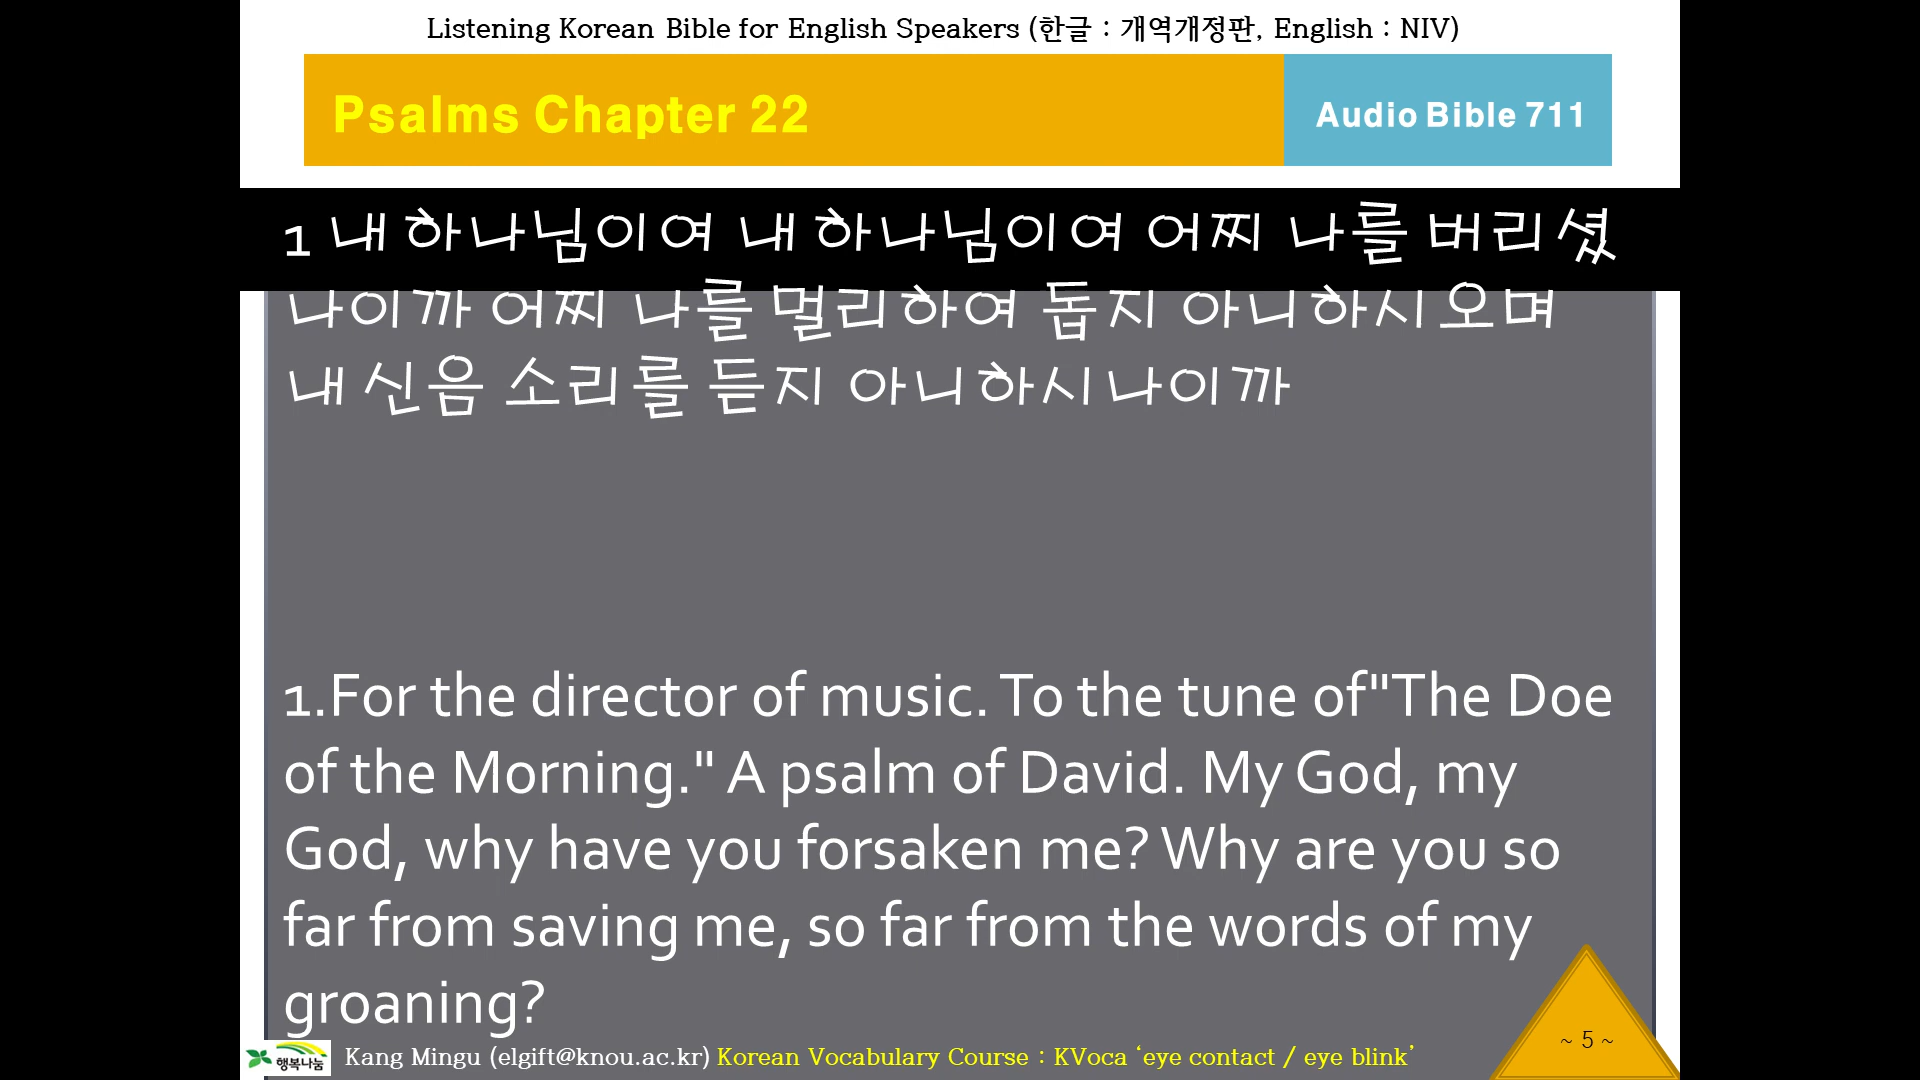 Listening Korean Bible for English Speakers (한글 : 개역개정판, English : NIV)
Psalms Chapter 22
Audio Bible 711
1 내 하나님이여 내 하나님이여 어찌 나를 버리셨
나이까 어찌 나를 멀리하여 돕지 아니하시오며
내 신음 소리를 듣지 아니하시나이까
1.For the director of music. To the tune of"The Doe
of the Morning." A psalm of David. My God, my
God, why have you forsaken me? Why are you so
far from saving me, so far from the words of my
groaning?
~ 5 ~
행복나눔
Kang Mingu (elgift@knou.ac.kr) Korean Vocabulary Course : KVoca ‘eye contact / eye blink’